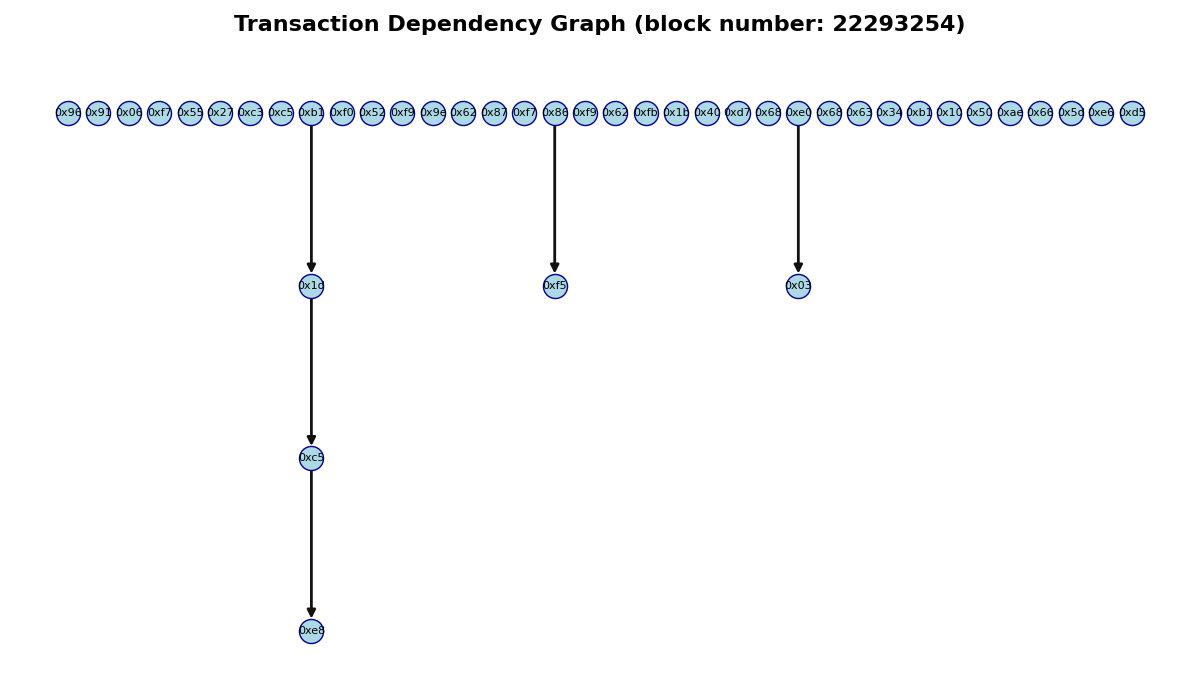 Transaction Dependency Graph (block number: 22293254)
0x96 0x91 0x06 0xf7 0x55 0x27 0xc3 0xc5 0xb1 0xf0 0x52 0xf9 0x9e 0x62 0x87 0xf7 0x86 0xf9 0x62 0xfb 0x1b 0x40 0xd7 0x68 0xe0 0x68 0x63 0x34 0xb1 0x10 0x50 0xae 0x66 0xe6 0xd5
0xf5 0x03
0xc5
0xe8